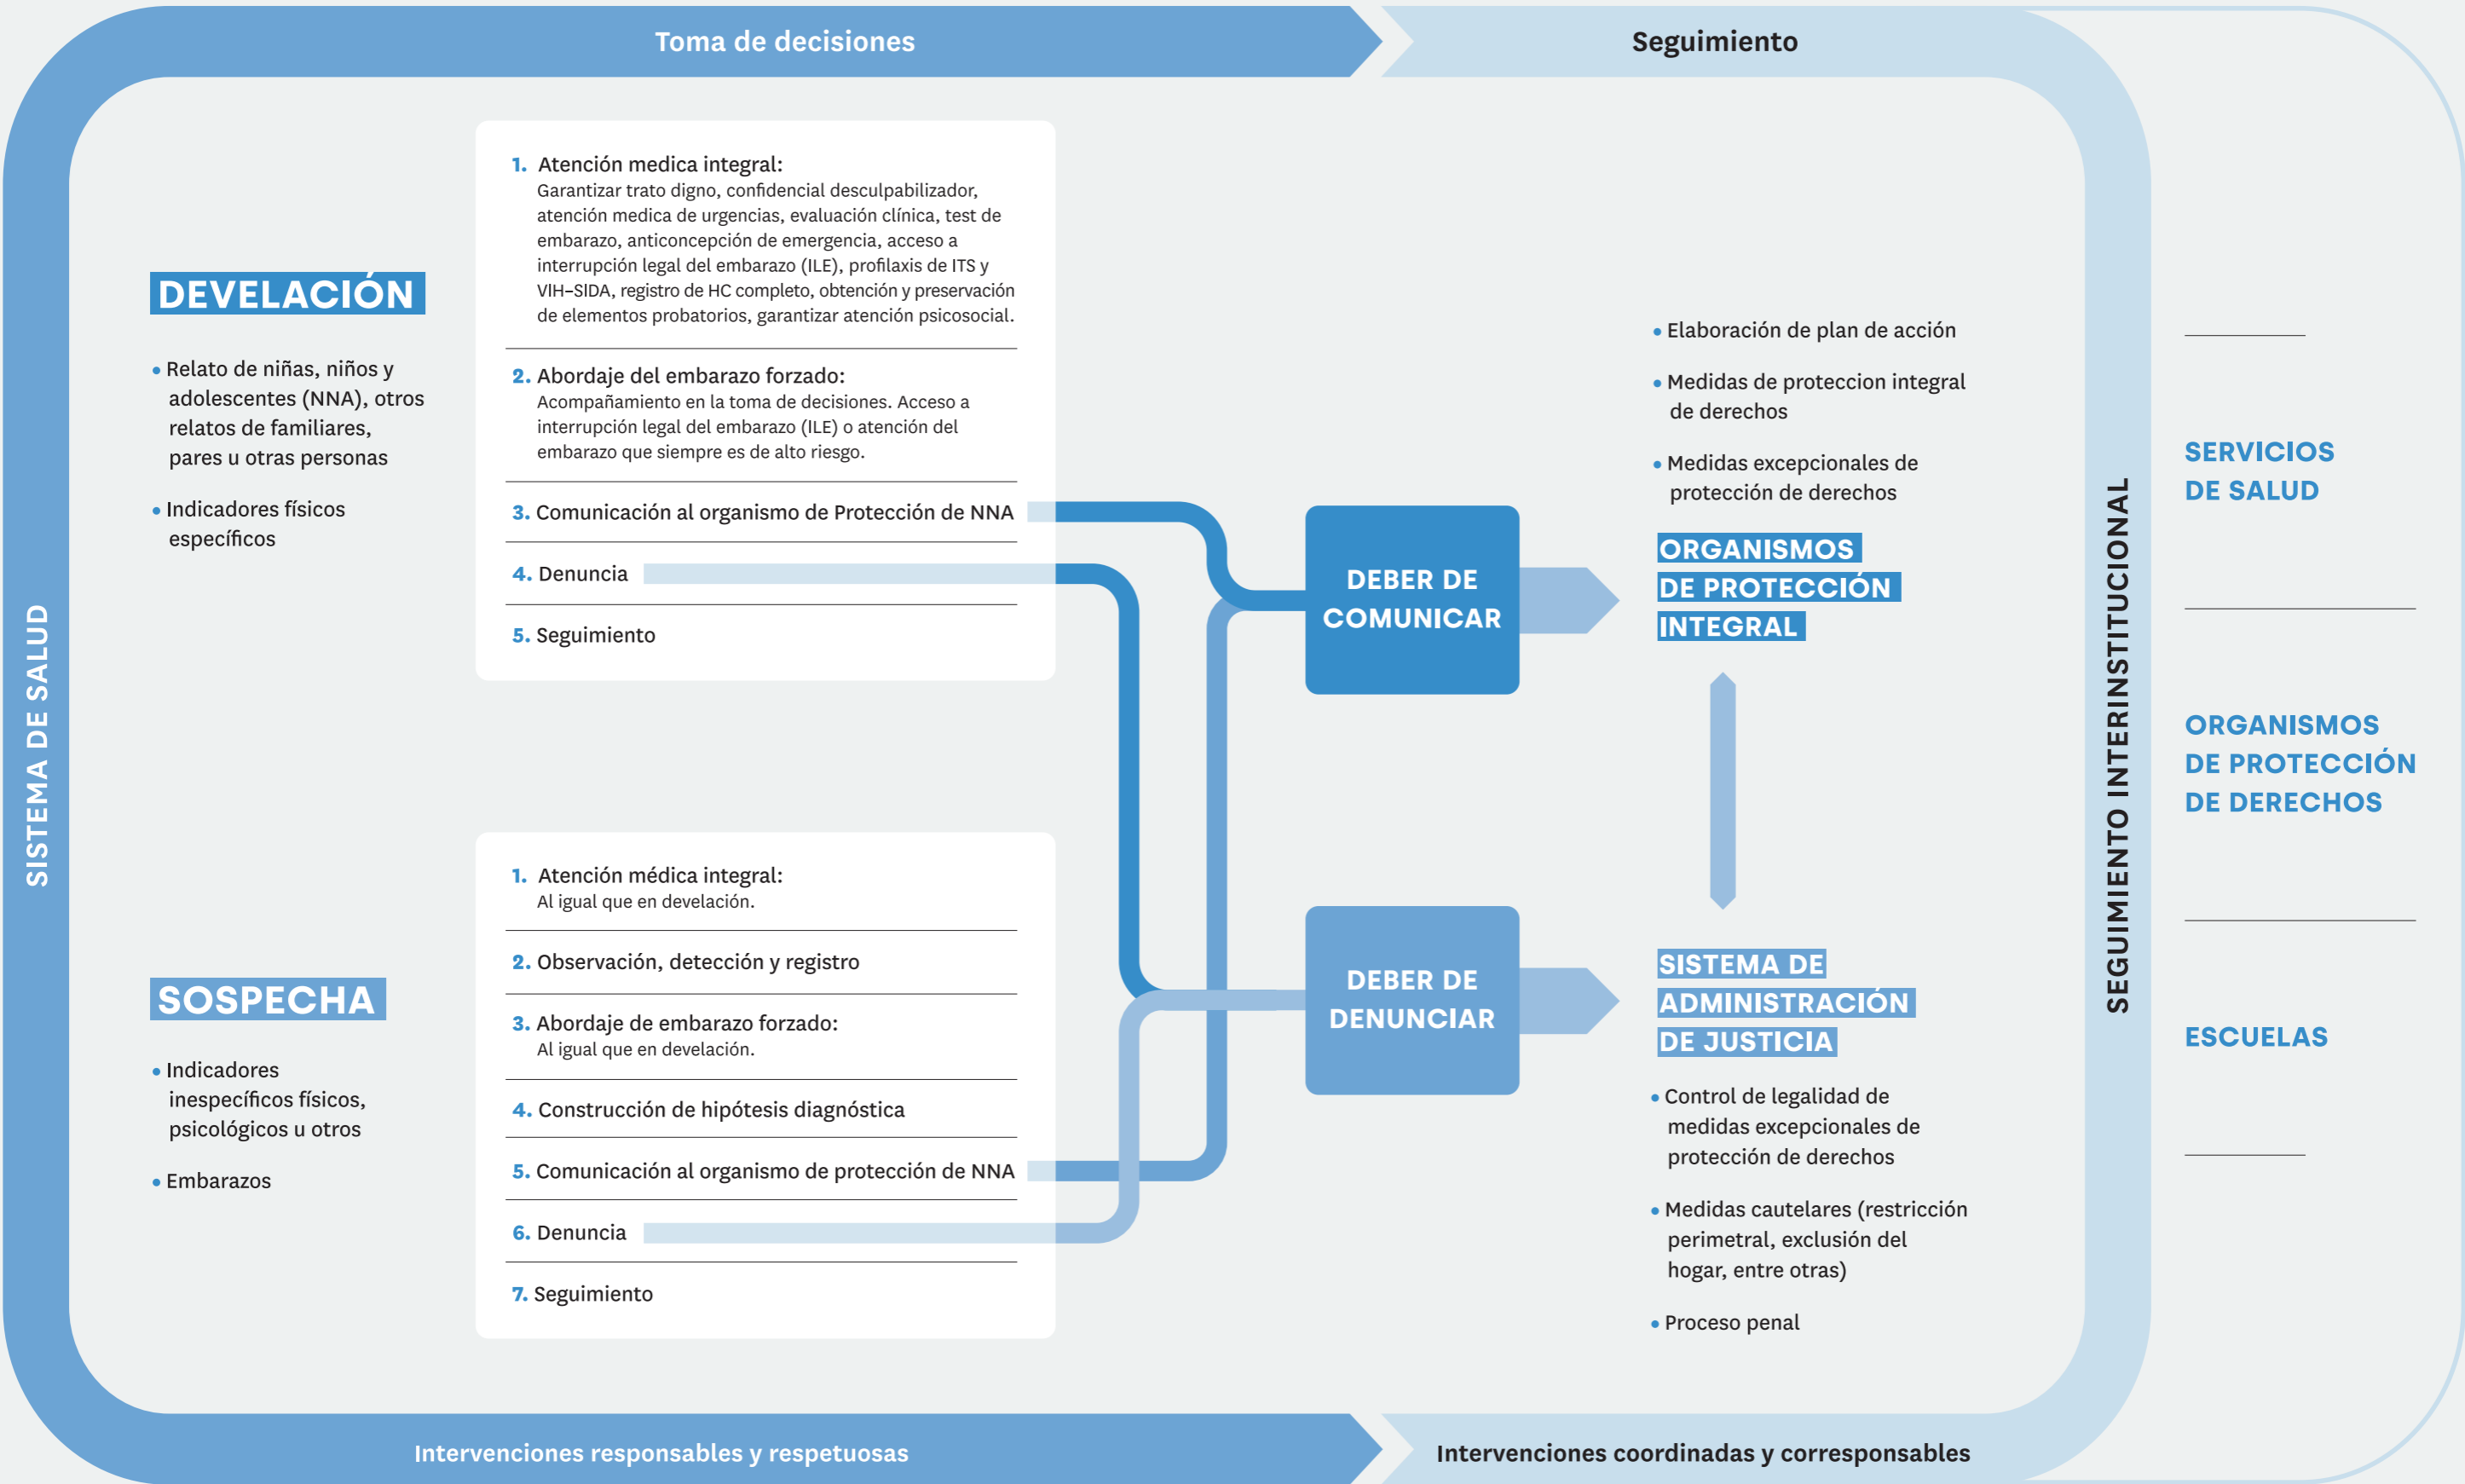 Toma de decisiones
Seguimiento
SISTEMA DE SALUD
DEVELACIÓN
• Relato de niñas, niños y
adolescentes (NNA), otros
relatos de familiares,
pares u otras personas
• Indicadores físicos
específicos
1. Atención medica integral:
Garantizar trato digno, confidencial desculpabilizador,
atención medica de urgencias, evaluación clínica, test de
embarazo, anticoncepción de emergencia, acceso a
interrupción legal del embarazo (ILE), profilaxis de ITS y
VIH–SIDA, registro de HC completo, obtención y preservación
de elementos probatorios, garantizar atención psicosocial.
2. Abordaje del embarazo forzado:
Acompañamiento en la toma de decisiones. Acceso a
interrupción legal del embarazo (ILE) o atención del
embarazo que siempre es de alto riesgo.
3. Comunicación al organismo de Protección de NNA
4. Denuncia
5. Seguimiento
SOSPECHA
• Indicadores
inespecíficos físicos,
psicológicos u otros
• Embarazos
1. Atención médica integral:
Al igual que en develación.
2. Observación, detección y registro
3. Abordaje de embarazo forzado:
Al igual que en develación.
4. Construcción de hipótesis diagnóstica
5. Comunicación al organismo de protección de NNA
6. Denuncia
7. Seguimiento
DEBER DE
COMUNICAR
DEBER DE
DENUNCIAR
• Elaboración de plan de acción
• Medidas de proteccion integral
de derechos
• Medidas excepcionales de
protección de derechos
ORGANISMOS
DE PROTECCIÓN
INTEGRAL
SISTEMA DE
ADMINISTRACIÓN
DE JUSTICIA
• Control de legalidad de
medidas excepcionales de
protección de derechos
• Medidas cautelares (restricción
perimetral, exclusión del
hogar, entre otras)
• Proceso penal
SEGUIMIENTO INTERINSTITUCIONAL
SERVICIOS
DE SALUD
ORGANISMOS
DE PROTECCIÓN
DE DERECHOS
ESCUELAS
Intervenciones responsables y respetuosas
Intervenciones coordinadas y corresponsables